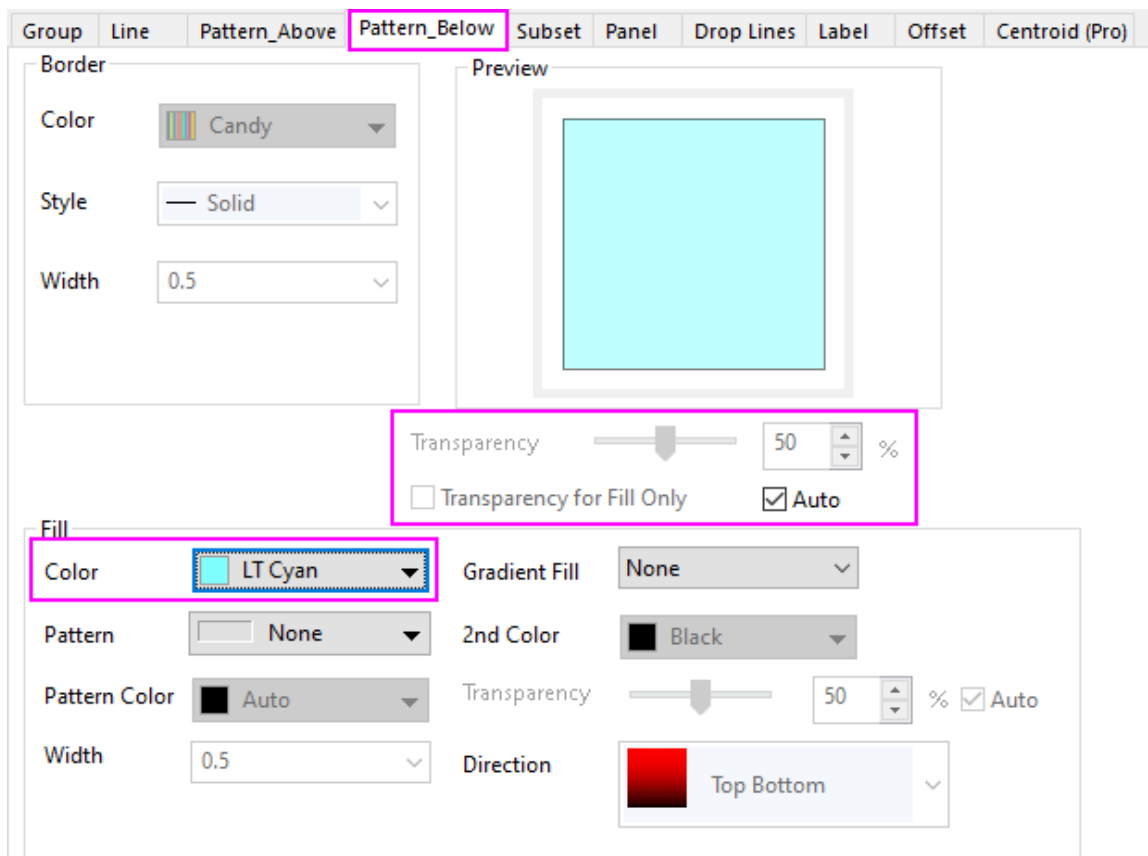 Group Line Pattern_Above Pattern_Below Subset Panel Drop Lines Label Offset Centroid (Pro)
Border
Preview
Color Candy
Style Solid
Width 0.5
Transparency 50 %
Transparency for Fill Only Auto
Fill
Color LT Cyan Gradient Fill None
Pattern None 2nd Color Black
Pattern Color Auto Transparency 50 % Auto
Width 0.5 Direction Top Bottom